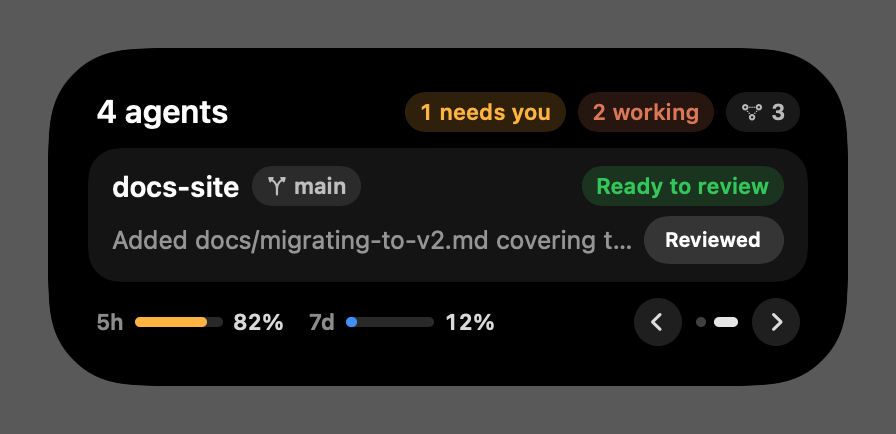 4 agents 1 needs you 2 working 3
docs-site main Ready to review
Added docs/migrating-to-v2.md covering t... Reviewed
5h 82% 7d 12%